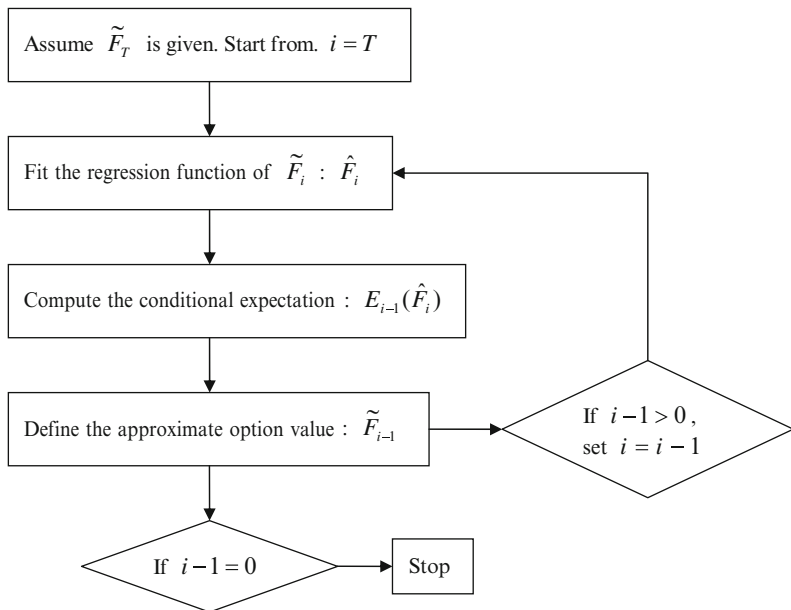 Assume F̃_T is given. Start from. i = T
Fit the regression function of F̃_i : F̂_i
Compute the conditional expectation : E_{i−1}(F̂_i)
Define the approximate option value : F̃_{i−1}
If i−1>0,
set i = i−1
If i−1=0
Stop